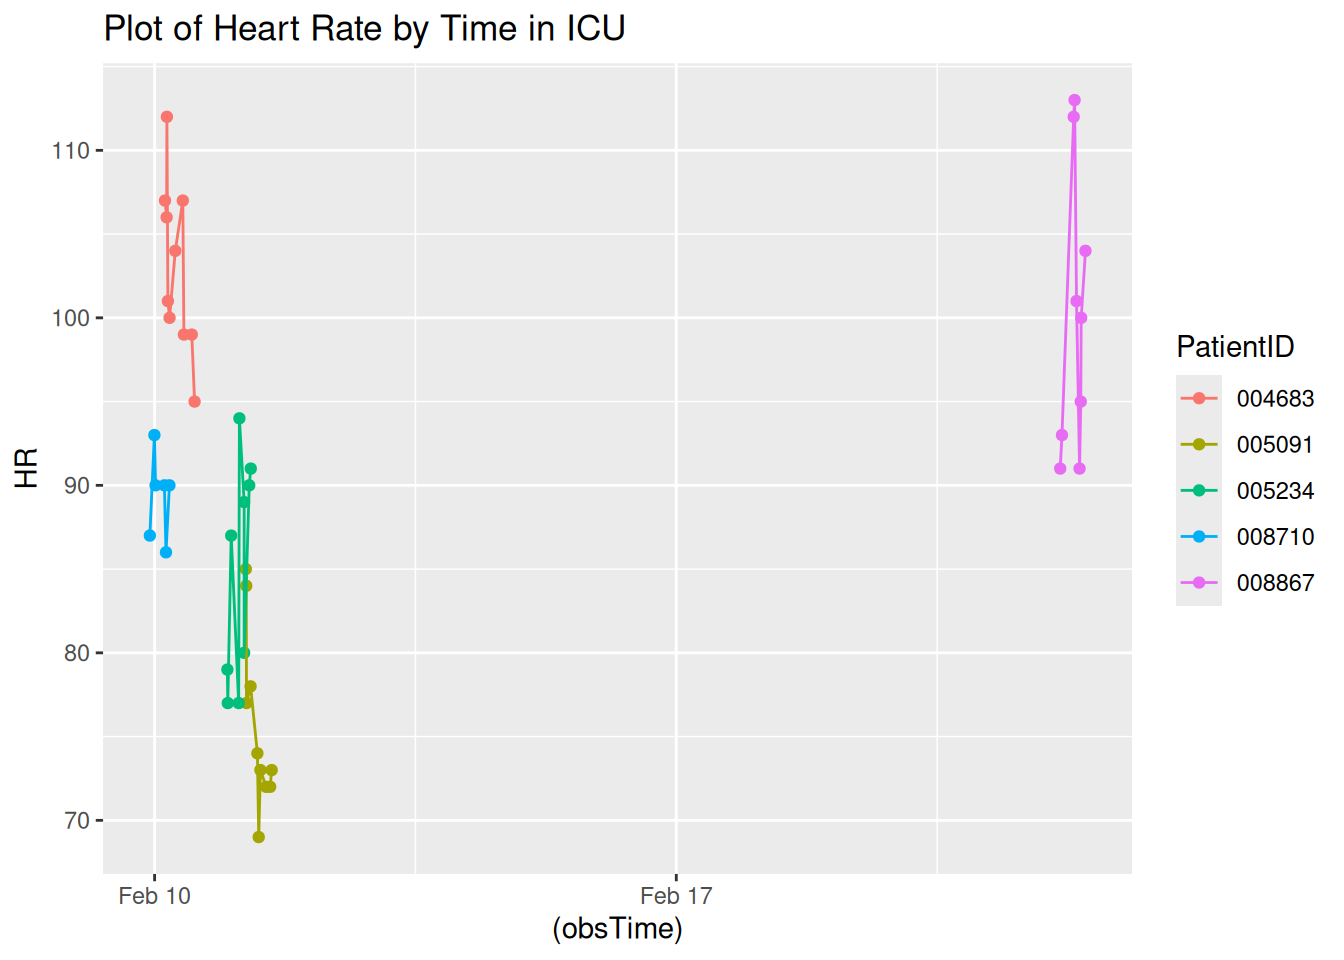 Plot of Heart Rate by Time in ICU
110
100
90
80
70
HR
Feb 10
Feb 17
(obsTime)
PatientID
004683
005091
005234
008710
008867